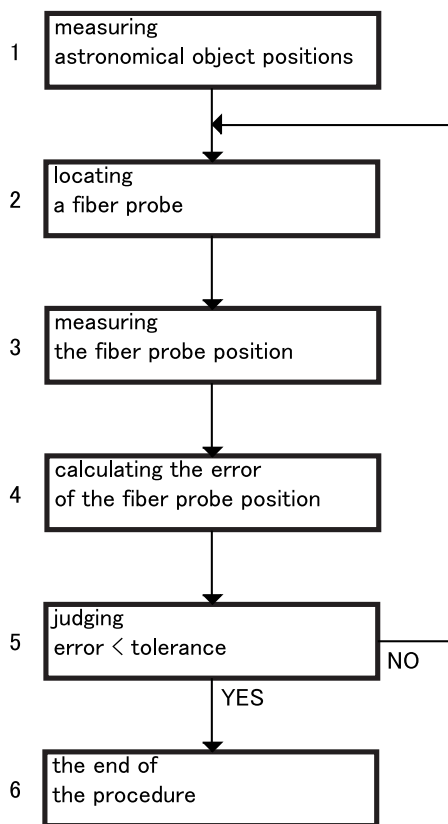 1
measuring
astronomical object positions
2
locating
a fiber probe
3
measuring
the fiber probe position
4
calculating the error
of the fiber probe position
5
judging
error < tolerance
NO
YES
6
the end of
the procedure